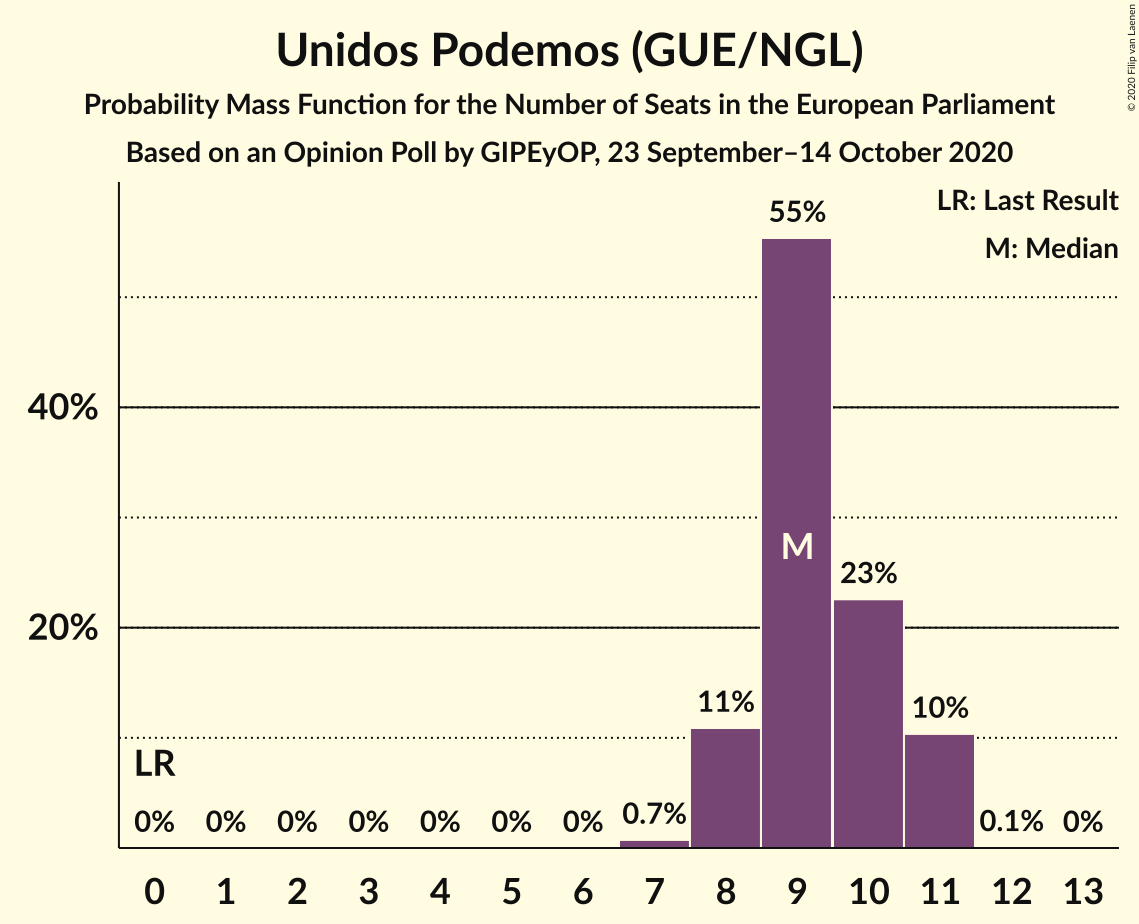 Unidos Podemos (GUE/NGL)
Probability Mass Function for the Number of Seats in the European Parliament
Based on an Opinion Poll by GIPEyOP, 23 September–14 October 2020
© 2020 Filip van Laenen
LR: Last Result
M: Median
55%
40%
M
23%
20%
11%
10%
LR
0% 0% 0% 0% 0% 0% 0% 0.7% 0.1% 0%
0 1 2 3 4 5 6 7 8 9 10 11 12 13